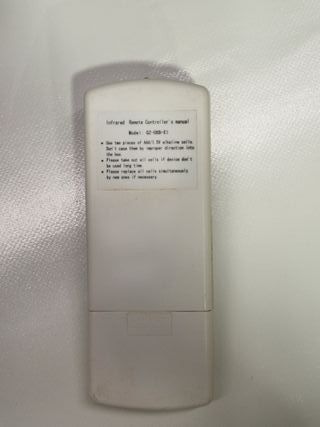 Infrared Remote Controller's manual
Model: GZ-
● Use two pieces of AAA/1.5V alkaline cells.
Don't case them by improper direction into
the box.
● Please take out all cells if device don't
be used long time.
● Please replace all cells simultaneously
by new ones if necessary.